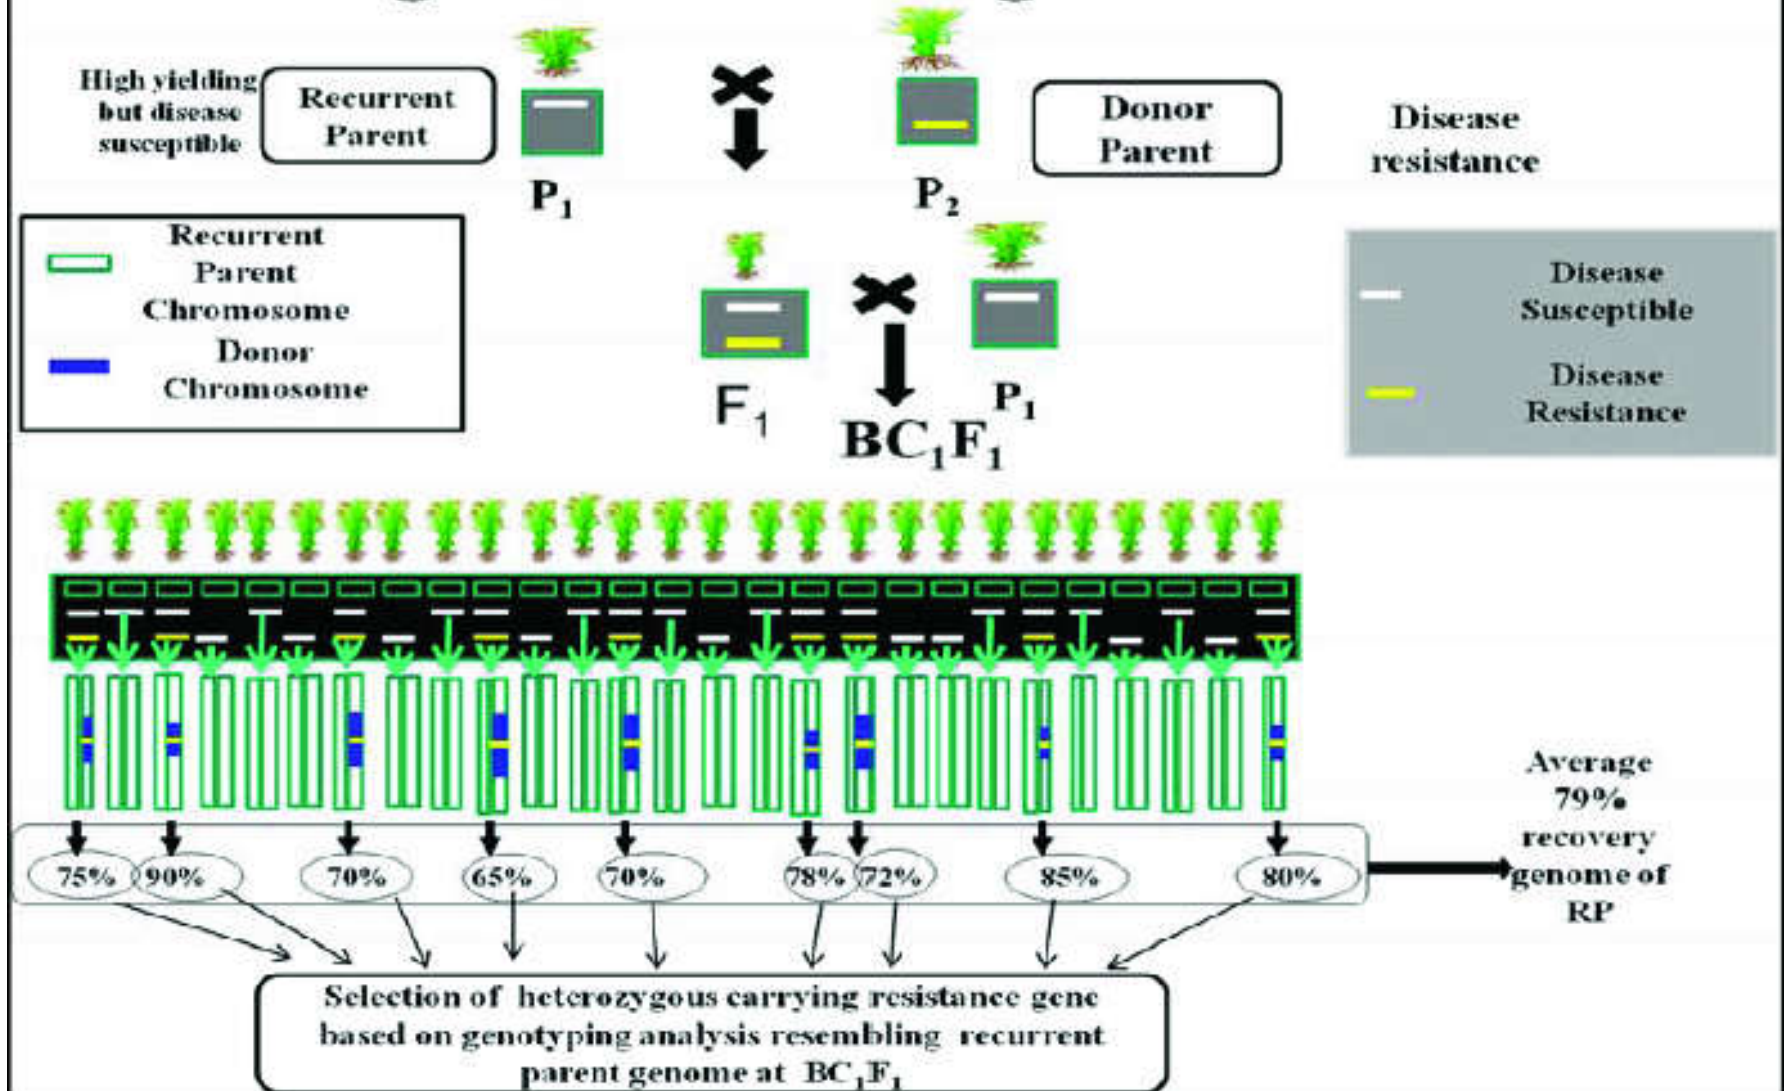 High yielding
but disease
susceptible
Recurrent
Parent
P₁
P₂
Donor
Parent
Disease
resistance
Recurrent
Parent
Chromosome
Donor
Chromosome
F₁
P₁
BC₁F₁
Disease
Susceptible
Disease
Resistance
75% 90% 70% 65% 70% 78% 72% 85% 80%
Average
79%
recovery
genome of
RP
Selection of heterozygous carrying resistance gene
based on genotyping analysis resembling recurrent
parent genome at BC₁F₁